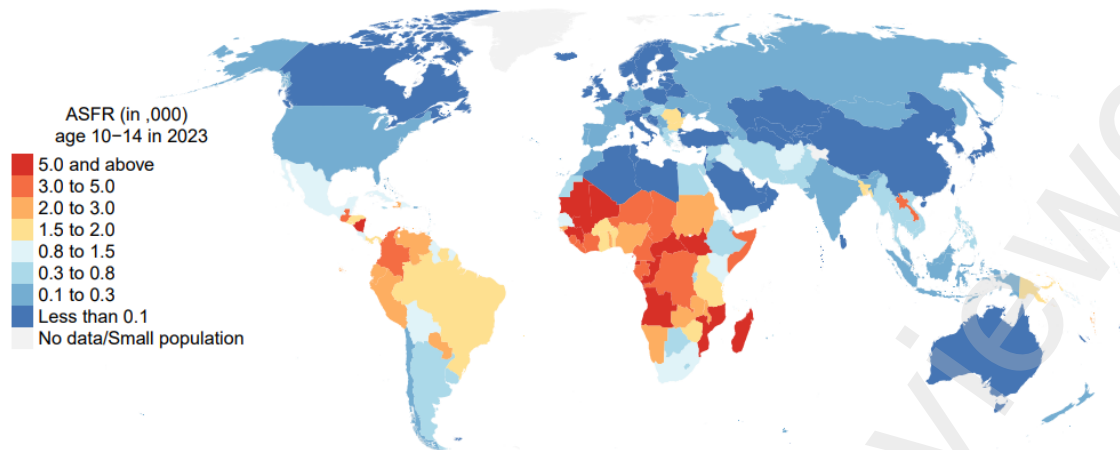 ASFR (in ,000)
age 10−14 in 2023
5.0 and above
3.0 to 5.0
2.0 to 3.0
1.5 to 2.0
0.8 to 1.5
0.3 to 0.8
0.1 to 0.3
Less than 0.1
No data/Small population
view